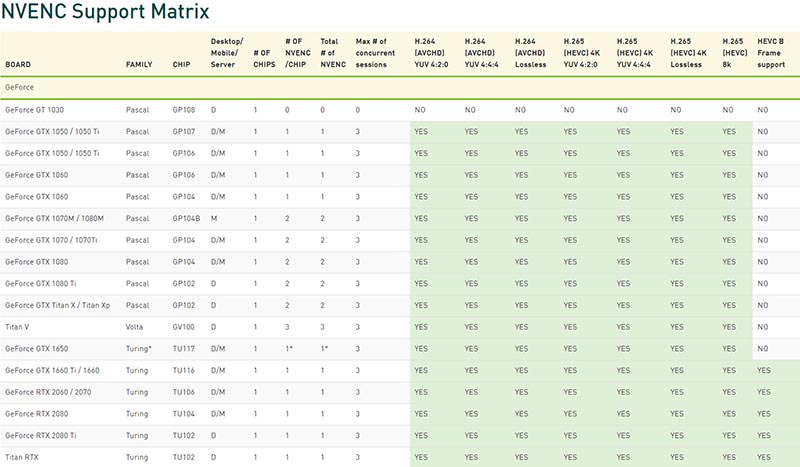 NVENC Support Matrix
BOARD FAMILY CHIP Desktop/ Mobile/ Server # OF CHIPS # OF NVENC /CHIP Total # of NVENC Max # of concurrent sessions H.264 (AVCHD) YUV 4:2:0 H.264 (AVCHD) YUV 4:4:4 H.264 (AVCHD) Lossless H.265 (HEVC) 4K YUV 4:2:0 H.265 (HEVC) 4K YUV 4:4:4 H.265 (HEVC) 4K Lossless H.265 (HEVC) 8k HEVC B Frame support
GeForce
GeForce GT 1030 Pascal GP108 D 1 0 0 0 NO NO NO NO NO NO NO NO
GeForce GTX 1050 / 1050 Ti Pascal GP107 D/M 1 1 1 3 YES YES YES YES YES YES YES NO
GeForce GTX 1050 / 1050 Ti Pascal GP106 D/M 1 1 1 3 YES YES YES YES YES YES YES NO
GeForce GTX 1060 Pascal GP106 D/M 1 1 1 3 YES YES YES YES YES YES YES NO
GeForce GTX 1060 Pascal GP104 D/M 1 1 1 3 YES YES YES YES YES YES YES NO
GeForce GTX 1070M / 1080M Pascal GP104B M 1 2 2 3 YES YES YES YES YES YES YES NO
GeForce GTX 1070 / 1070Ti Pascal GP104 D/M 1 2 2 3 YES YES YES YES YES YES YES NO
GeForce GTX 1080 Pascal GP104 D/M 1 2 2 3 YES YES YES YES YES YES YES NO
GeForce GTX 1080 Ti Pascal GP102 D 1 2 2 3 YES YES YES YES YES YES YES NO
GeForce GTX Titan X / Titan Xp Pascal GP102 D 1 2 2 3 YES YES YES YES YES YES YES NO
Titan V Volta GV100 D 1 3 3 3 YES YES YES YES YES YES YES NO
GeForce GTX 1650 Turing* TU117 D/M 1 1* 1* 3 YES YES YES YES YES YES YES NO
GeForce GTX 1660 Ti / 1660 Turing TU116 D/M 1 1 1 3 YES YES YES YES YES YES YES YES
GeForce RTX 2060 / 2070 Turing TU106 D/M 1 1 1 3 YES YES YES YES YES YES YES YES
GeForce RTX 2080 Turing TU104 D/M 1 1 1 3 YES YES YES YES YES YES YES YES
GeForce RTX 2080 Ti Turing TU102 D 1 1 1 3 YES YES YES YES YES YES YES YES
Titan RTX Turing TU102 D 1 1 1 3 YES YES YES YES YES YES YES YES